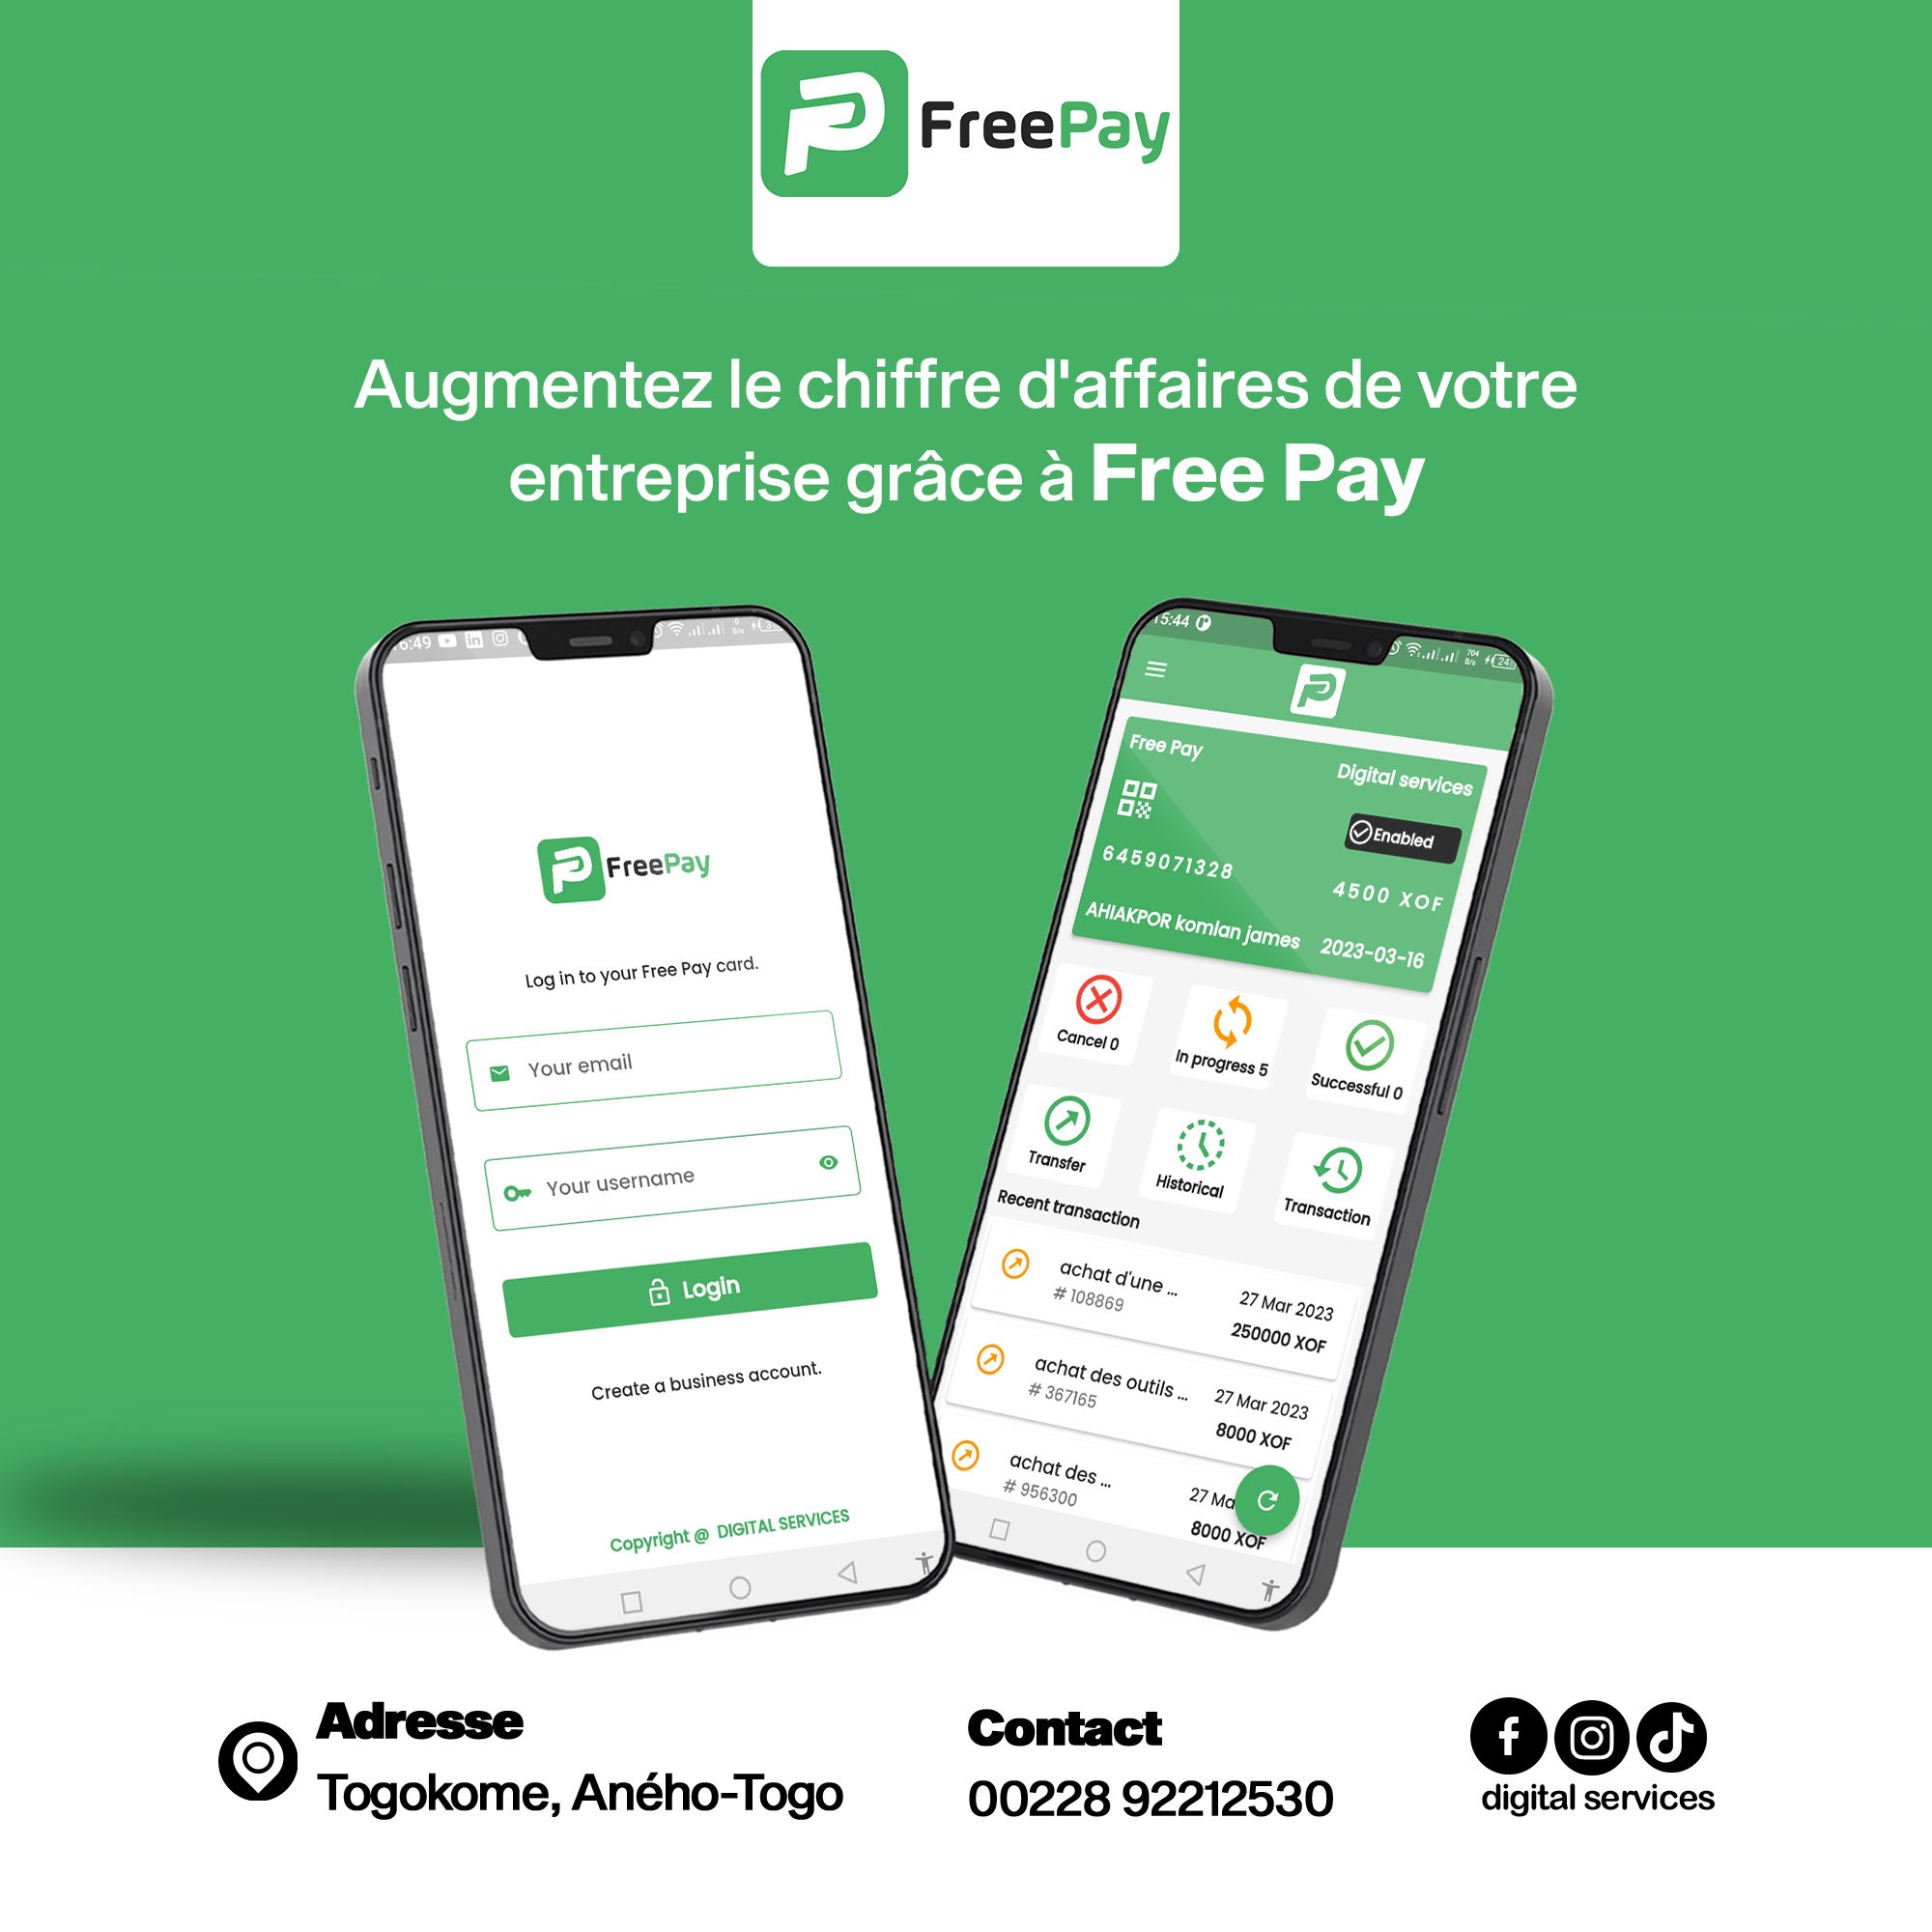 FreePay
Augmentez le chiffre d'affaires de votre
entreprise grâce à Free Pay
6:49
Log in to your Free Pay card.
FreePay
Your email
Your username
Login
Create a business account.
Copyright @ DIGITAL SERVICES
15:44
704
B/s
24
Free Pay
Digital services
Enabled
6459071328
4500 XOF
AHIAKPOR komlan james
2023-03-16
Cancel 0
In progress 5
Successful 0
Transfer
Historical
Transaction
Recent transaction
achat d'une ...
27 Mar 2023
# 108869
250000 XOF
achat des outils ...
27 Mar 2023
# 367165
8000 XOF
achat des ...
27 Ma
# 956300
8000 XOF
Adresse
Togokome, Aného-Togo
Contact
00228 92212530
digital services